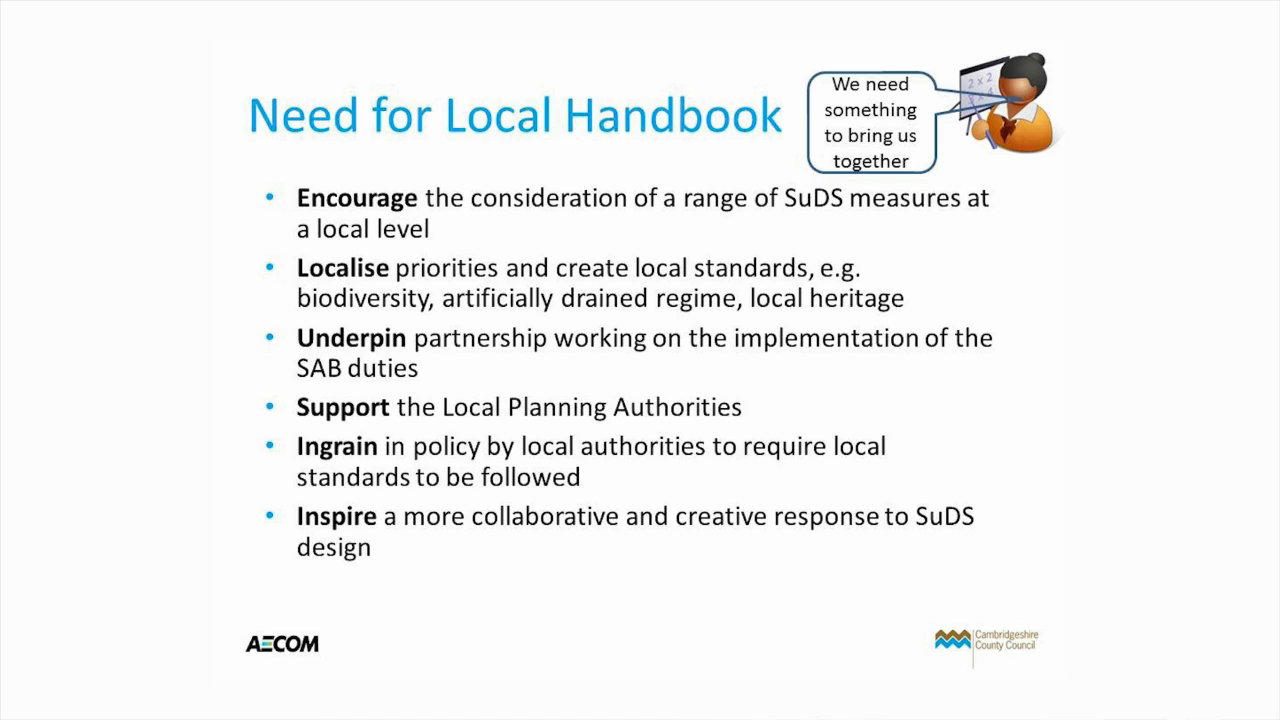 Need for Local Handbook
We need
something
to bring us
together
2 x 2
• Encourage the consideration of a range of SuDS measures at
a local level
• Localise priorities and create local standards, e.g.
biodiversity, artificially drained regime, local heritage
• Underpin partnership working on the implementation of the
SAB duties
• Support the Local Planning Authorities
• Ingrain in policy by local authorities to require local
standards to be followed
• Inspire a more collaborative and creative response to SuDS
design
AECOM
Cambridgeshire
County Council